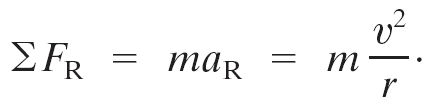 ΣF_R = ma_R = m v²/r.